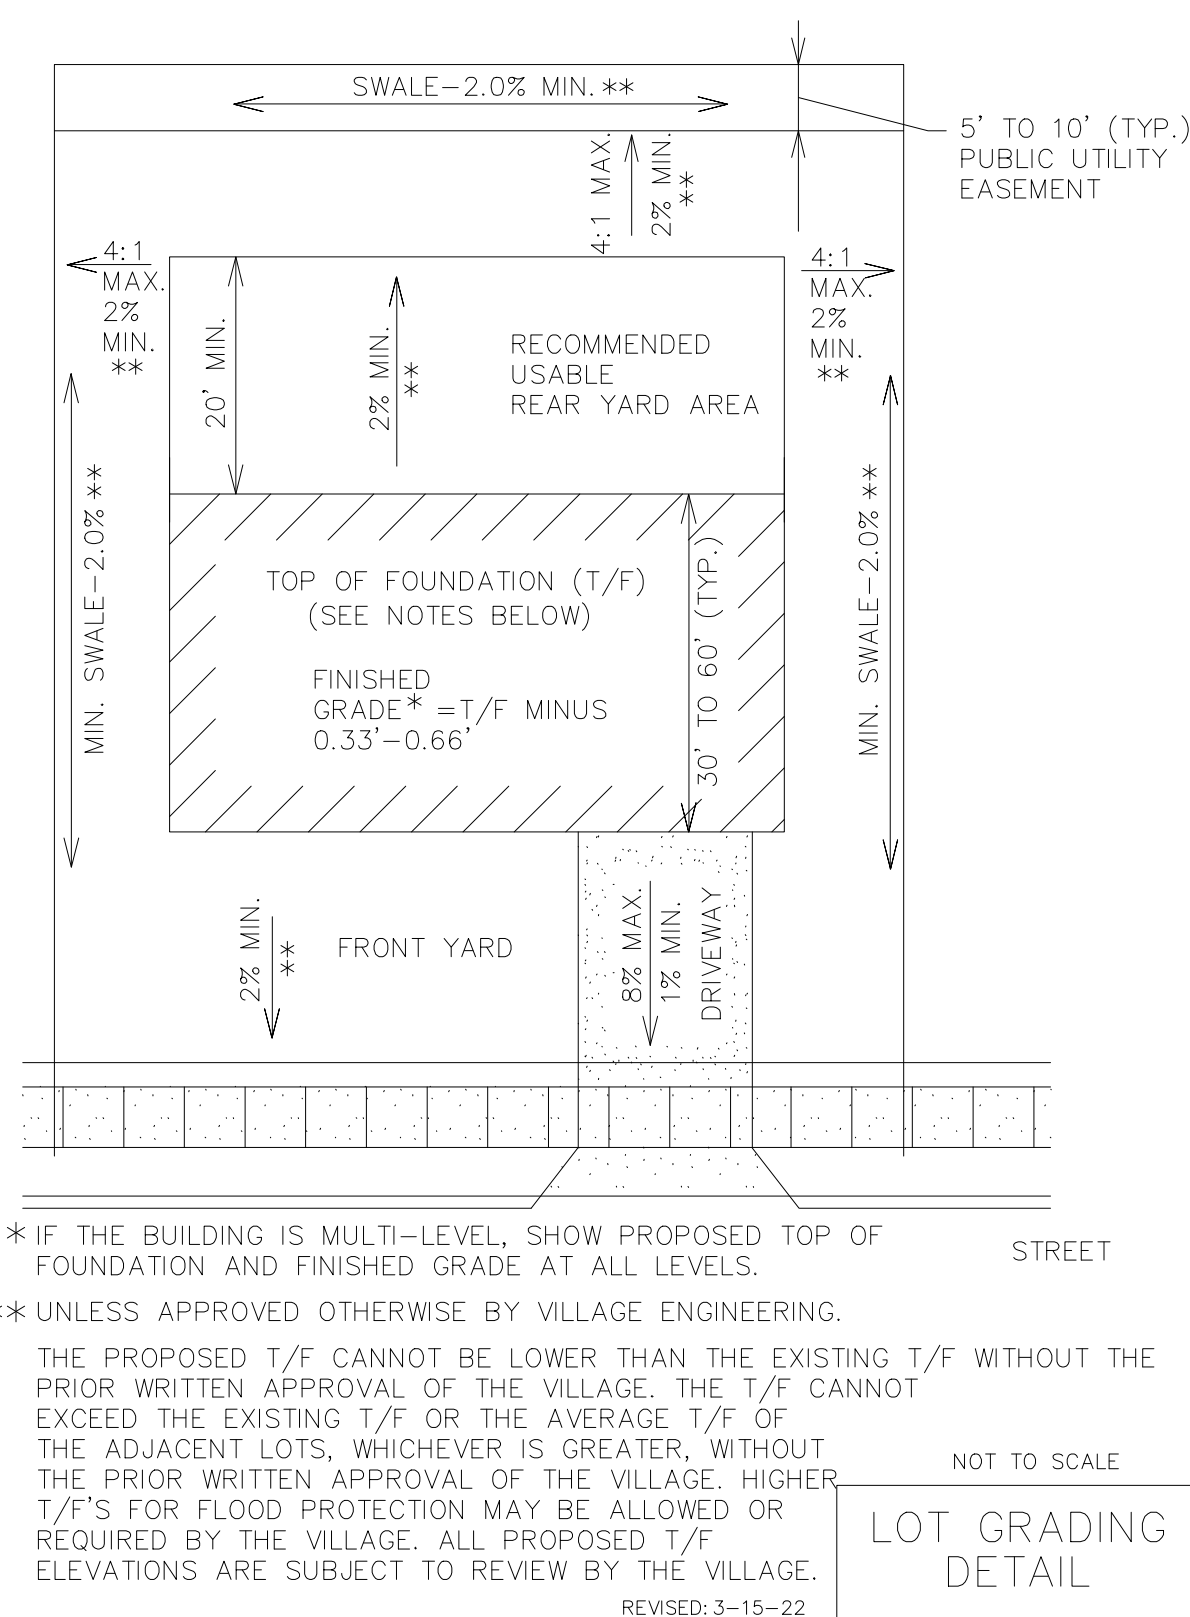 SWALE-2.0% MIN. **
5' TO 10' (TYP.)
PUBLIC UTILITY
EASEMENT
4:1 MAX.
2% MIN.
**
4:1
MAX.
2%
MIN.
**
4:1
MAX.
2%
MIN.
**
20' MIN.
2% MIN.
**
RECOMMENDED
USABLE
REAR YARD AREA
MIN. SWALE-2.0% **
MIN. SWALE-2.0% **
TOP OF FOUNDATION (T/F)
(SEE NOTES BELOW)
FINISHED
GRADE* =T/F MINUS
0.33'-0.66'
30' TO 60' (TYP.)
2% MIN.
**
FRONT YARD
8% MAX.
1% MIN.
DRIVEWAY
* IF THE BUILDING IS MULTI-LEVEL, SHOW PROPOSED TOP OF
FOUNDATION AND FINISHED GRADE AT ALL LEVELS.
STREET
** UNLESS APPROVED OTHERWISE BY VILLAGE ENGINEERING.
THE PROPOSED T/F CANNOT BE LOWER THAN THE EXISTING T/F WITHOUT THE
PRIOR WRITTEN APPROVAL OF THE VILLAGE. THE T/F CANNOT
EXCEED THE EXISTING T/F OR THE AVERAGE T/F OF
THE ADJACENT LOTS, WHICHEVER IS GREATER, WITHOUT
THE PRIOR WRITTEN APPROVAL OF THE VILLAGE. HIGHER
T/F'S FOR FLOOD PROTECTION MAY BE ALLOWED OR
REQUIRED BY THE VILLAGE. ALL PROPOSED T/F
ELEVATIONS ARE SUBJECT TO REVIEW BY THE VILLAGE.
REVISED: 3-15-22
NOT TO SCALE
LOT GRADING
DETAIL